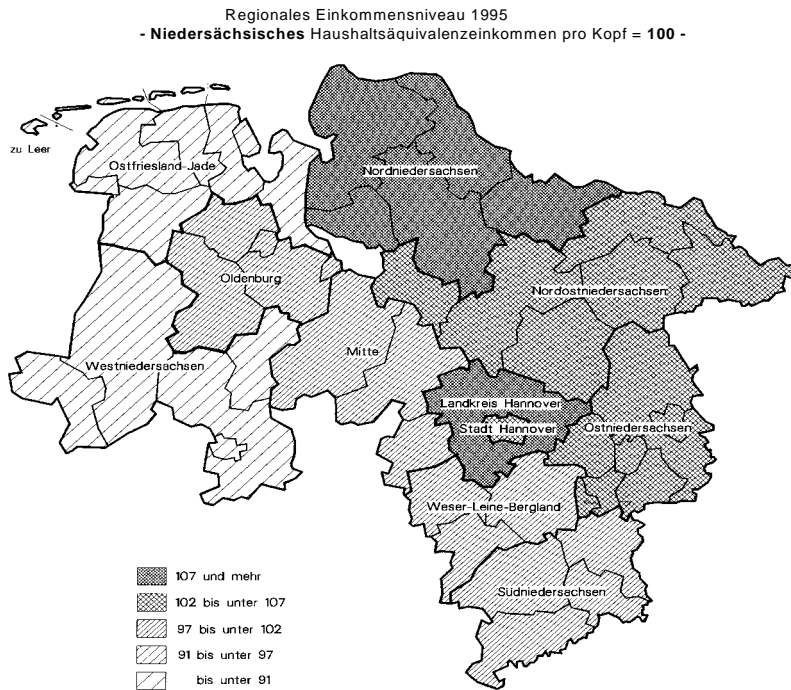 Regionales Einkommensniveau 1995
- Niedersächsisches Haushaltsäquivalenzeinkommen pro Kopf = 100 -
zu Leer
Ostfriesland-Jade
Nordniedersachsen
Oldenburg
Nordostniedersachsen
Mitte
Westniedersachsen
Landkreis Hannover
Stadt Hannover
Ostniedersachsen
Weser-Leine-Bergland
Südniedersachsen
107 und mehr
102 bis unter 107
97 bis unter 102
91 bis unter 97
bis unter 91